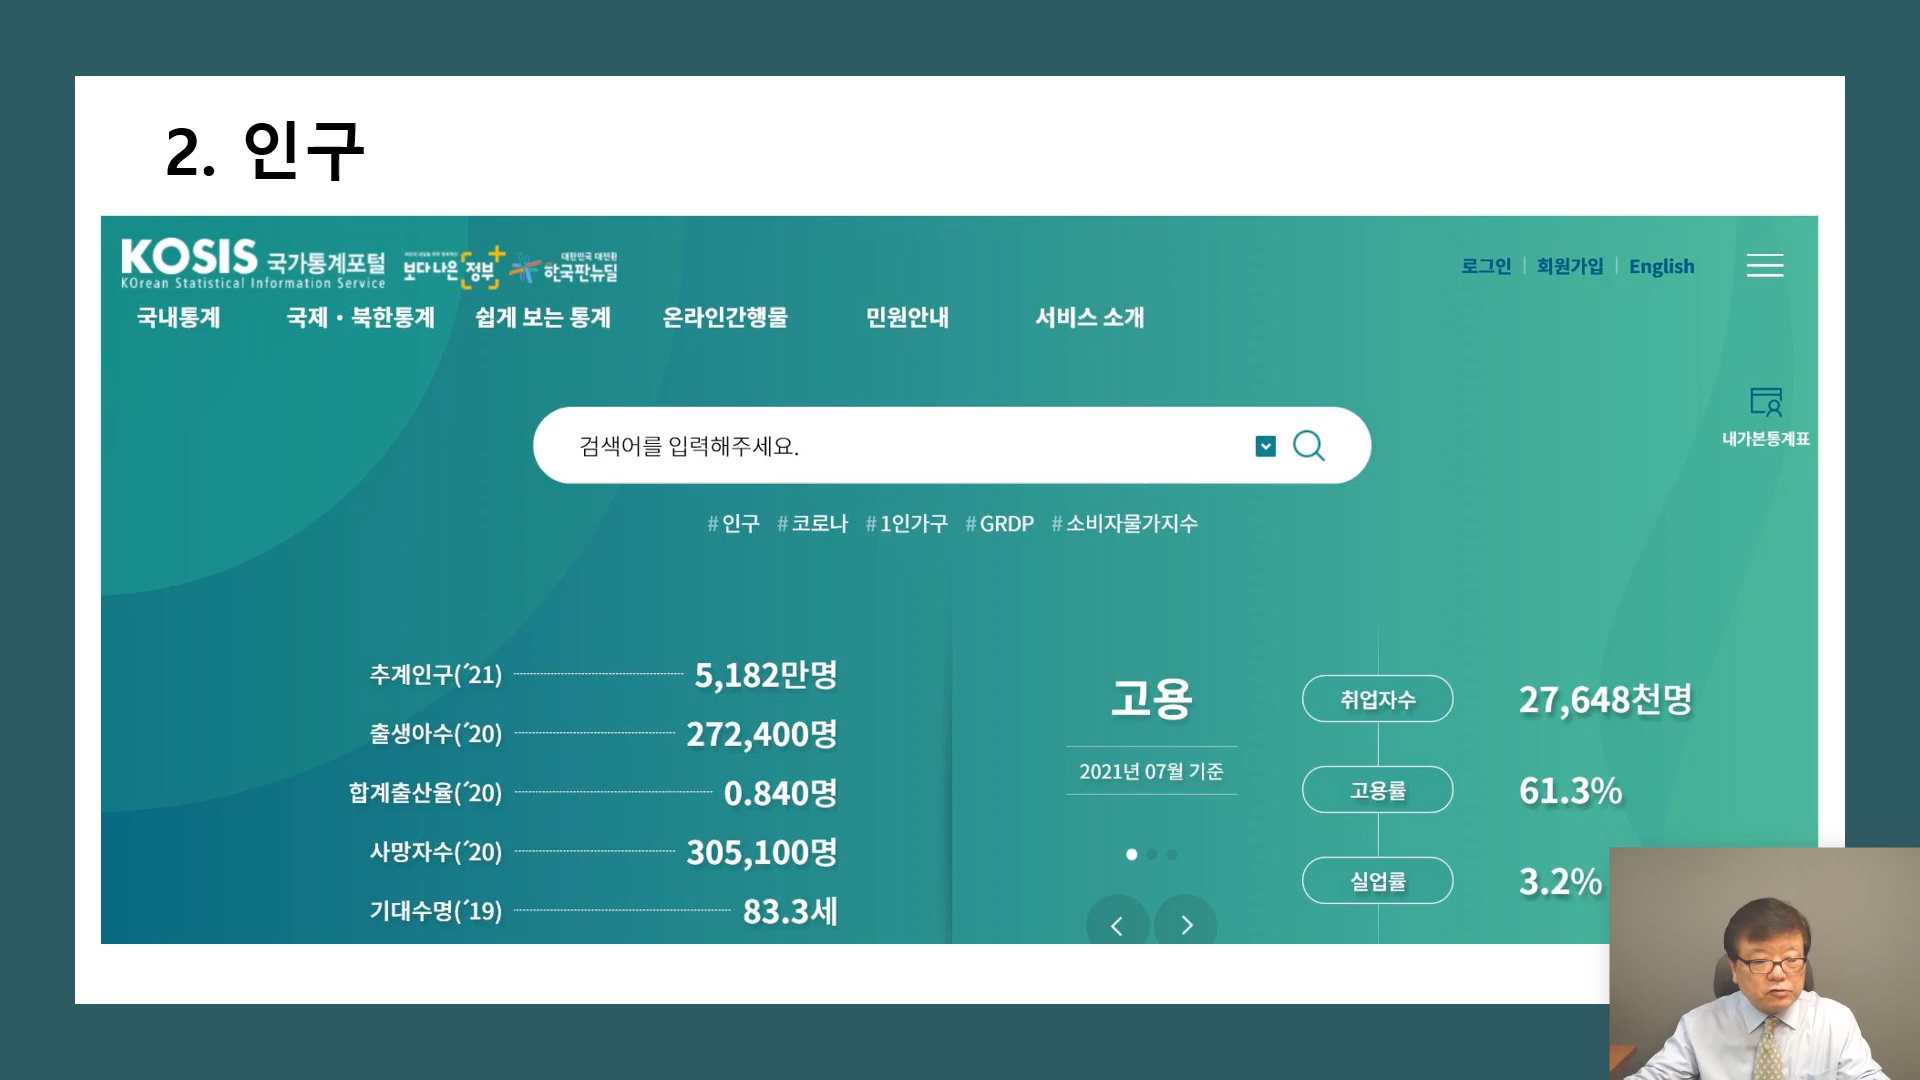 2. 인구
KOSIS 국가통계포털
KOrean Statistical Information Service
보다나은 정부
대한민국 대전환
한국판뉴딜
로그인 회원가입 English
국내통계 국제·북한통계 쉽게 보는 통계 온라인간행물 민원안내 서비스 소개
내가본통계표
검색어를 입력해주세요.
#인구 #코로나 #1인가구 #GRDP #소비자물가지수
추계인구(´21) 5,182만명
출생아수(´20) 272,400명
합계출산율(´20) 0.840명
사망자수(´20) 305,100명
기대수명(´19) 83.3세
고용
2021년 07월 기준
취업자수 27,648천명
고용률 61.3%
실업률 3.2%